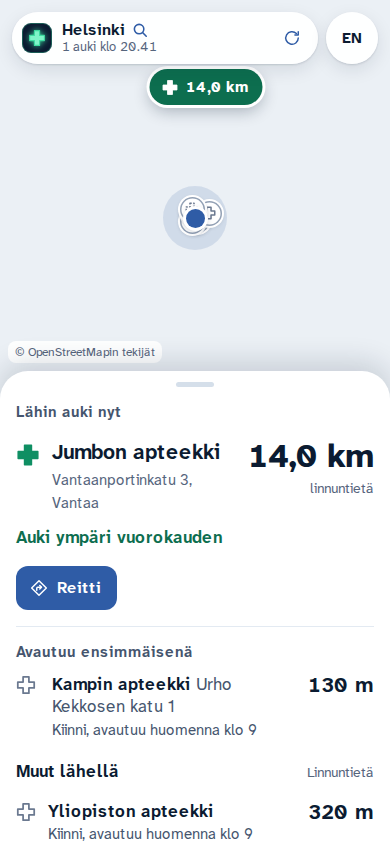 Helsinki
1 auki klo 20.41
EN
14,0 km
© OpenStreetMapin tekijät
Lähin auki nyt
Jumbon apteekki
14,0 km
Vantaanportinkatu 3,
Vantaa
linnuntietä
Auki ympäri vuorokauden
Reitti
Avautuu ensimmäisenä
Kampin apteekki Urho
Kekkosen katu 1
130 m
Kiinni, avautuu huomenna klo 9
Muut lähellä
Linnuntietä
Yliopiston apteekki
320 m
Kiinni, avautuu huomenna klo 9